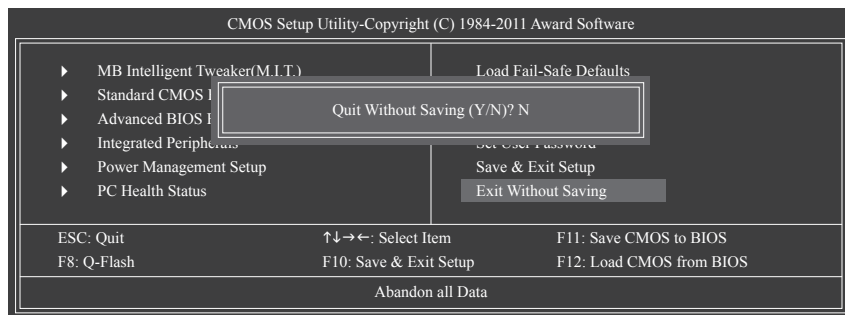 CMOS Setup Utility-Copyright (C) 1984-2011 Award Software
MB Intelligent Tweaker(M.I.T.)
Standard CMOS
Advanced BIOS
Integrated Peripherals
Power Management Setup
PC Health Status
Load Fail-Safe Defaults
Set User Password
Save & Exit Setup
Exit Without Saving
Quit Without Saving (Y/N)? N
ESC: Quit
↑↓→←: Select Item
F11: Save CMOS to BIOS
F8: Q-Flash
F10: Save & Exit Setup
F12: Load CMOS from BIOS
Abandon all Data